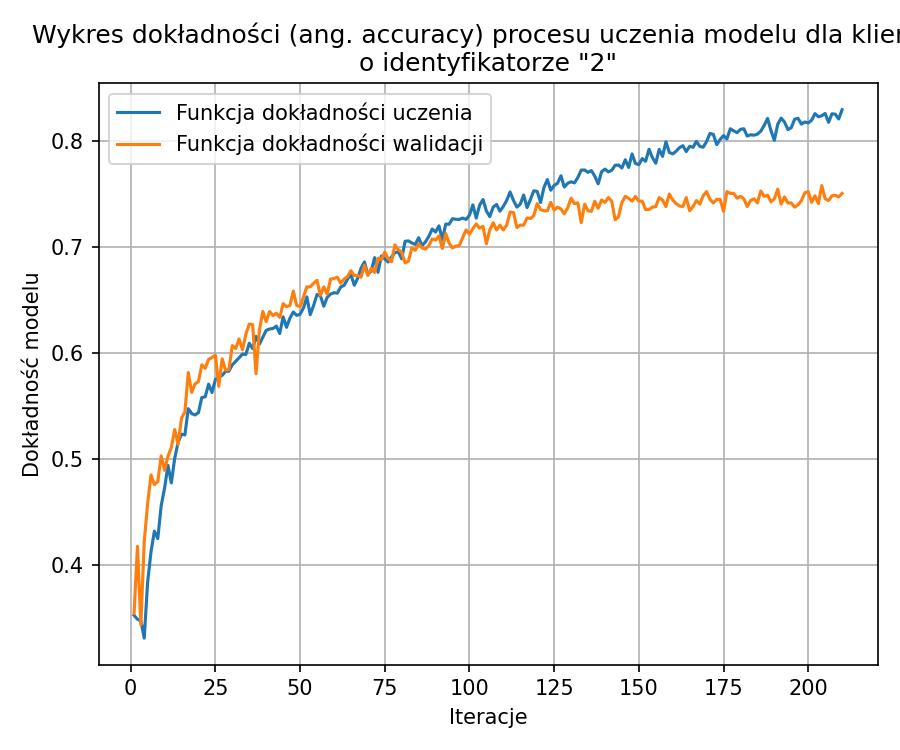 Wykres dokładności (ang. accuracy) procesu uczenia modelu dla
o identyfikatorze "2"
Funkcja dokładności uczenia
Funkcja dokładności walidacji
0.8
0.7
0.6
0.5
0.4
Dokładność modelu
0 25 50 75 100 125 150 175 200
Iteracje